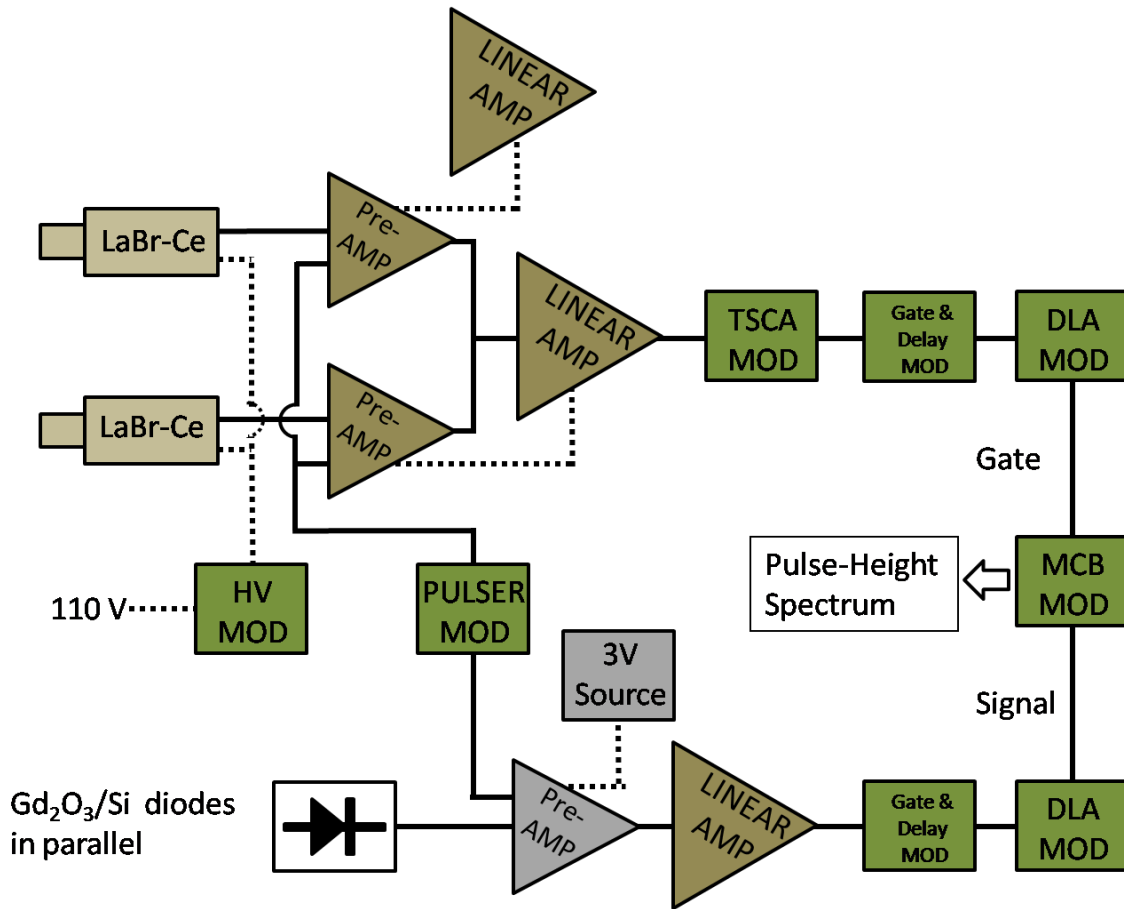 LINEAR
AMP
LaBr-Ce
Pre-
AMP
LINEAR
AMP
TSCA
MOD
Gate &
Delay
MOD
DLA
MOD
LaBr-Ce
Pre-
AMP
Gate
110 V
HV
MOD
PULSER
MOD
Pulse-Height
Spectrum
MCB
MOD
3V
Source
Signal
Gd₂O₃/Si diodes
in parallel
Pre-
AMP
LINEAR
AMP
Gate &
Delay
MOD
DLA
MOD